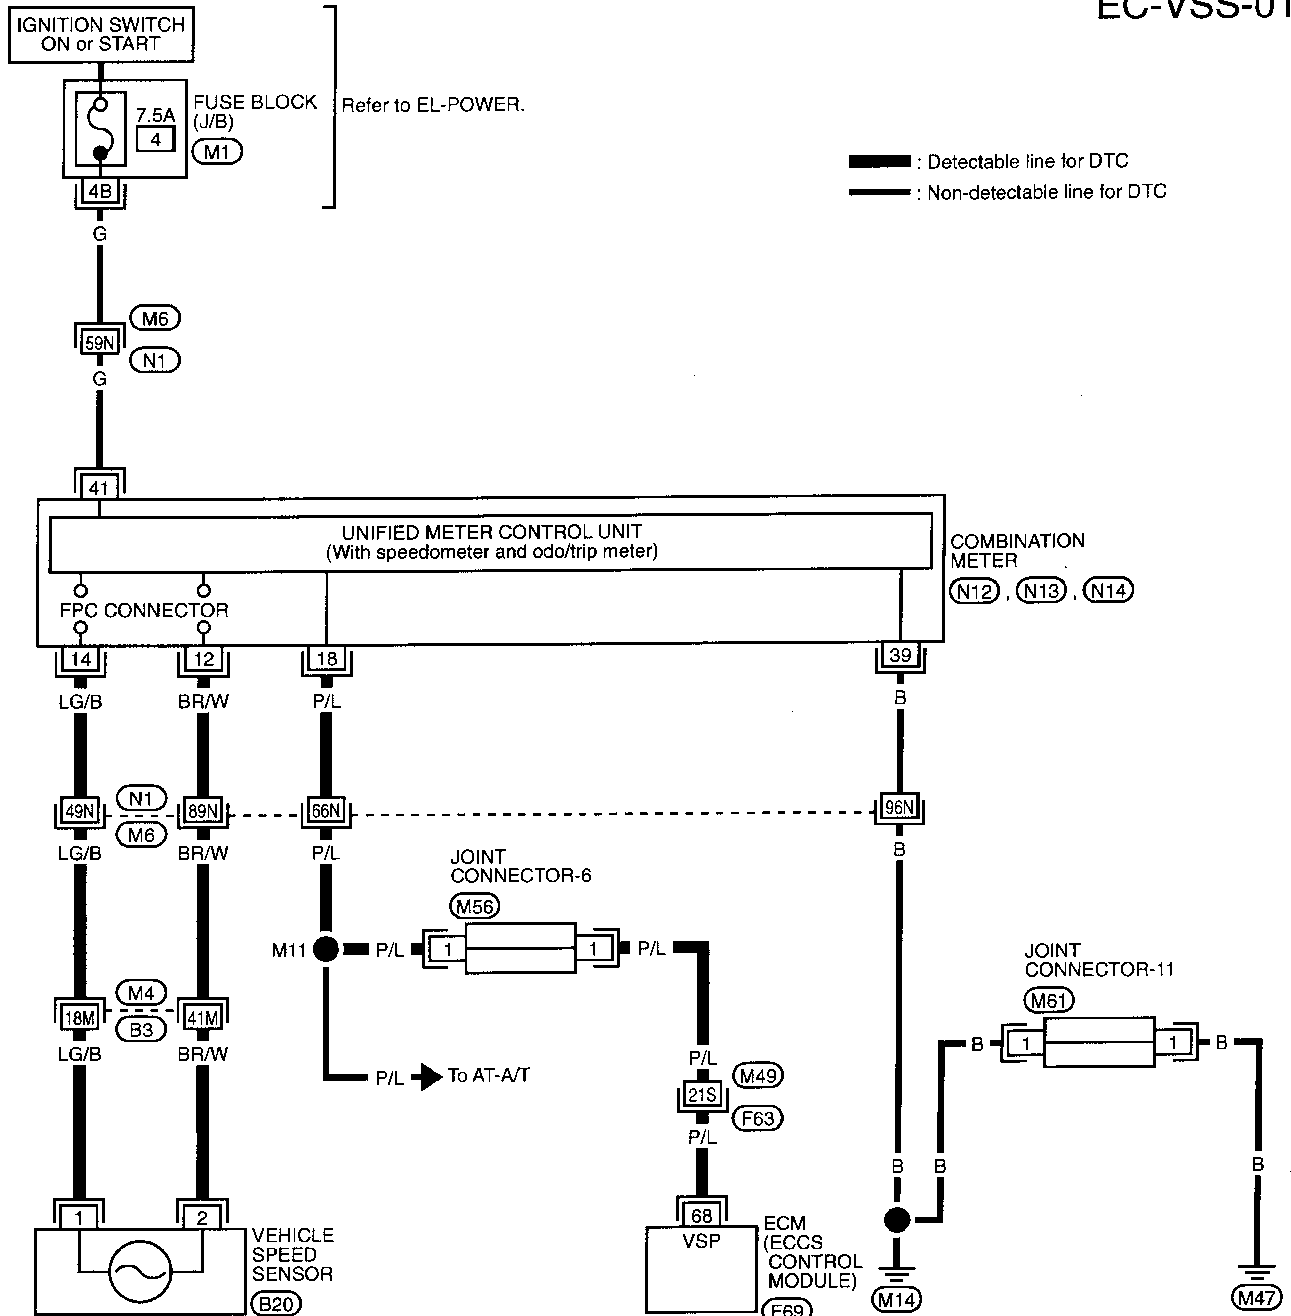 EC-VSS-01
IGNITION SWITCH
ON or START
7.5A
4
FUSE BLOCK
(J/B)
M1
Refer to EL-POWER.
4B
: Detectable line for DTC
: Non-detectable line for DTC
G
M6
59N
N1
G
41
UNIFIED METER CONTROL UNIT
(With speedometer and odo/trip meter)
COMBINATION
METER
N12 , N13 , N14
FPC CONNECTOR
14 12 18 39
LG/B BR/W P/L B
49N N1 89N 66N 96N
M6
LG/B BR/W P/L B
JOINT
CONNECTOR-6
M56
M11 P/L 1 1 P/L
JOINT
CONNECTOR-11
M61
B 1 1 B
18M M4 41M
B3
LG/B BR/W
P/L To AT-A/T
P/L
21S
M49
F63
P/L
B B B
1 2
68
VSP
VEHICLE
SPEED
SENSOR
B20
ECM
(ECCS
CONTROL
MODULE)
F69
M14
M47